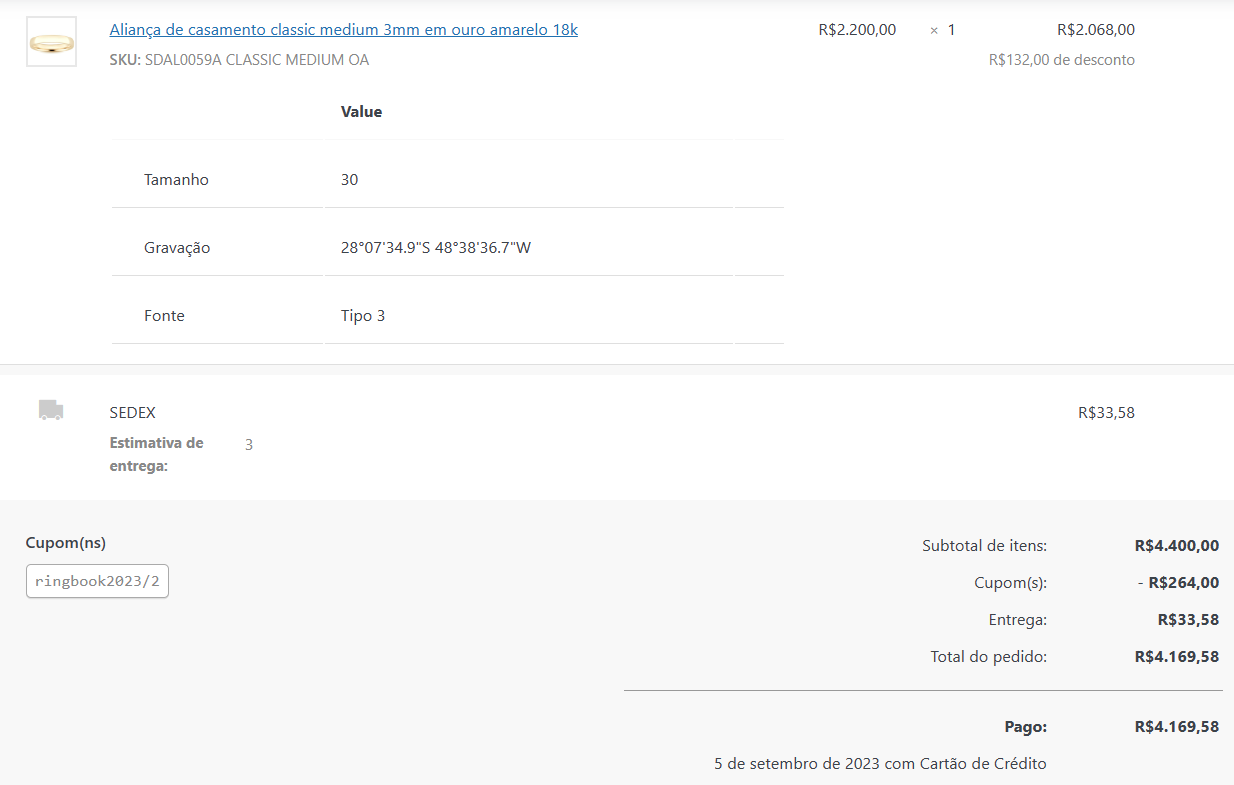 Aliança de casamento classic medium 3mm em ouro amarelo 18k R$2.200,00 × 1 R$2.068,00
SKU: SDAL0059A CLASSIC MEDIUM OA R$132,00 de desconto
Value
Tamanho 30
Gravação 28°07'34.9"S 48°38'36.7"W
Fonte Tipo 3
SEDEX R$33,58
Estimativa de 3
entrega:
Cupom(ns) Subtotal de itens: R$4.400,00
ringbook2023/2 Cupom(s): - R$264,00
Entrega: R$33,58
Total do pedido: R$4.169,58
Pago: R$4.169,58
5 de setembro de 2023 com Cartão de Crédito